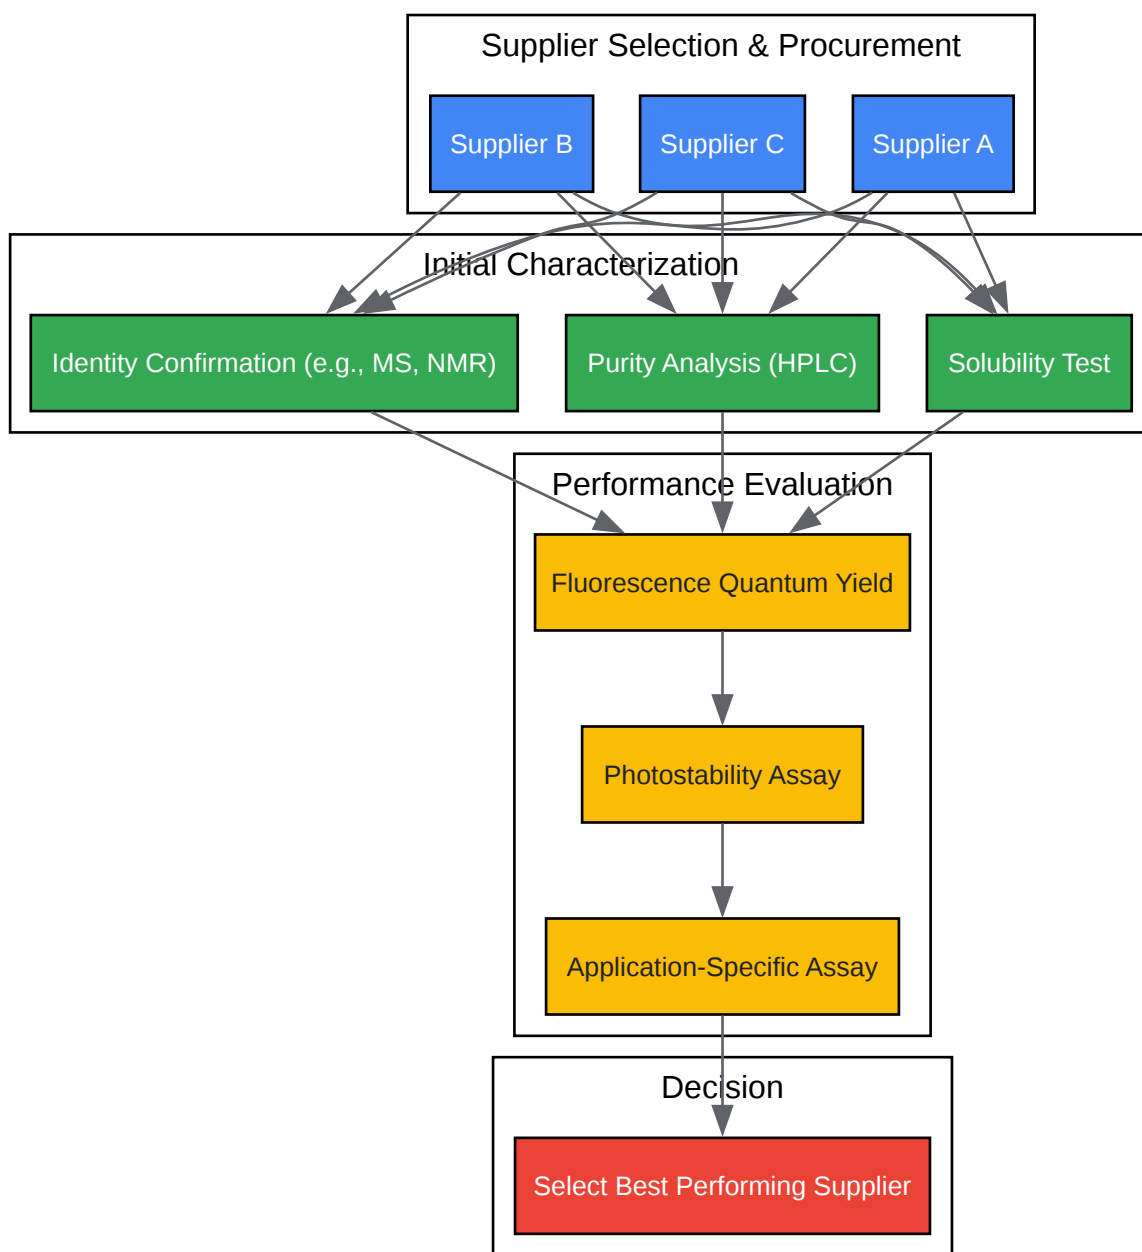 Supplier Selection & Procurement
Supplier B
Supplier C
Supplier A
Initial Characterization
Identity Confirmation (e.g., MS, NMR)
Purity Analysis (HPLC)
Solubility Test
Performance Evaluation
Fluorescence Quantum Yield
Photostability Assay
Application-Specific Assay
Decision
Select Best Performing Supplier